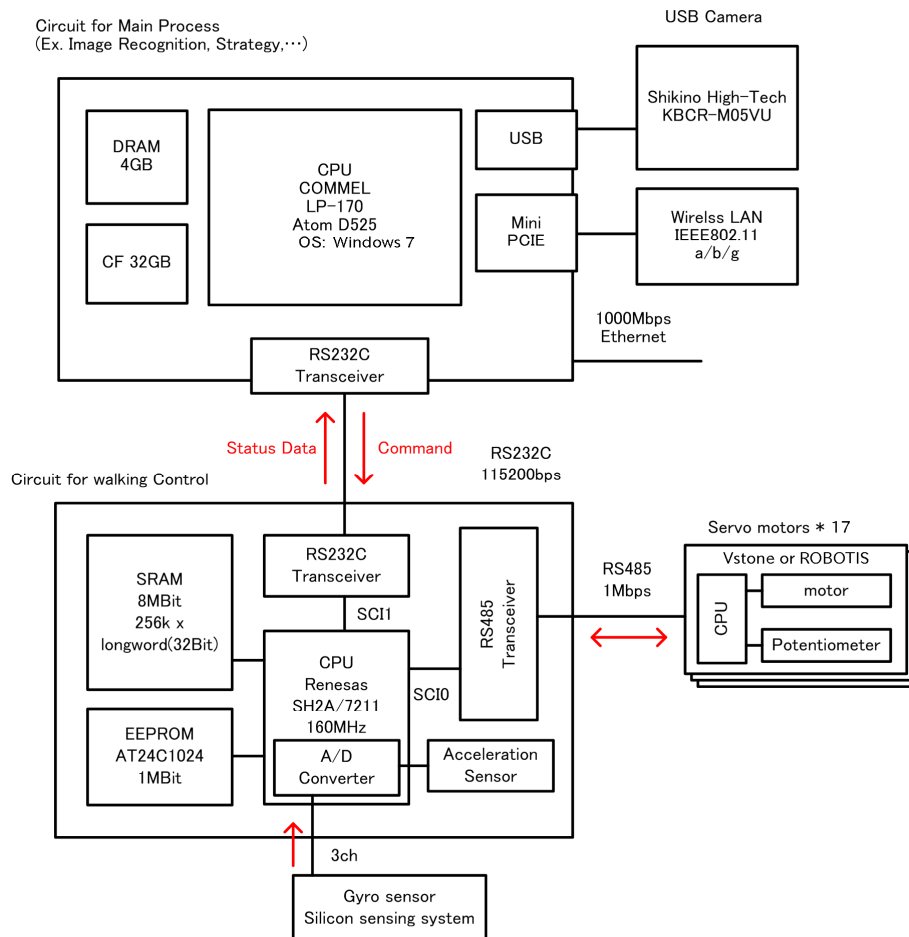 Circuit for Main Process
(Ex. Image Recognition, Strategy,…)
USB Camera
DRAM
4GB
CF 32GB
CPU
COMMEL
LP-170
Atom D525
OS: Windows 7
USB
Mini
PCIE
Shikino High-Tech
KBCR-M05VU
Wirelss LAN
IEEE802.11
a/b/g
1000Mbps
Ethernet
RS232C
Transceiver
Status Data
Command
RS232C
115200bps
Circuit for walking Control
SRAM
8MBit
256k x
longword(32Bit)
EEPROM
AT24C1024
1MBit
RS232C
Transceiver
SCI1
CPU
Renesas
SH2A/7211
160MHz
A/D
Converter
SCI0
RS485
Transceiver
Acceleration
Sensor
RS485
1Mbps
Servo motors * 17
Vstone or ROBOTIS
CPU
motor
Potentiometer
3ch
Gyro sensor
Silicon sensing system